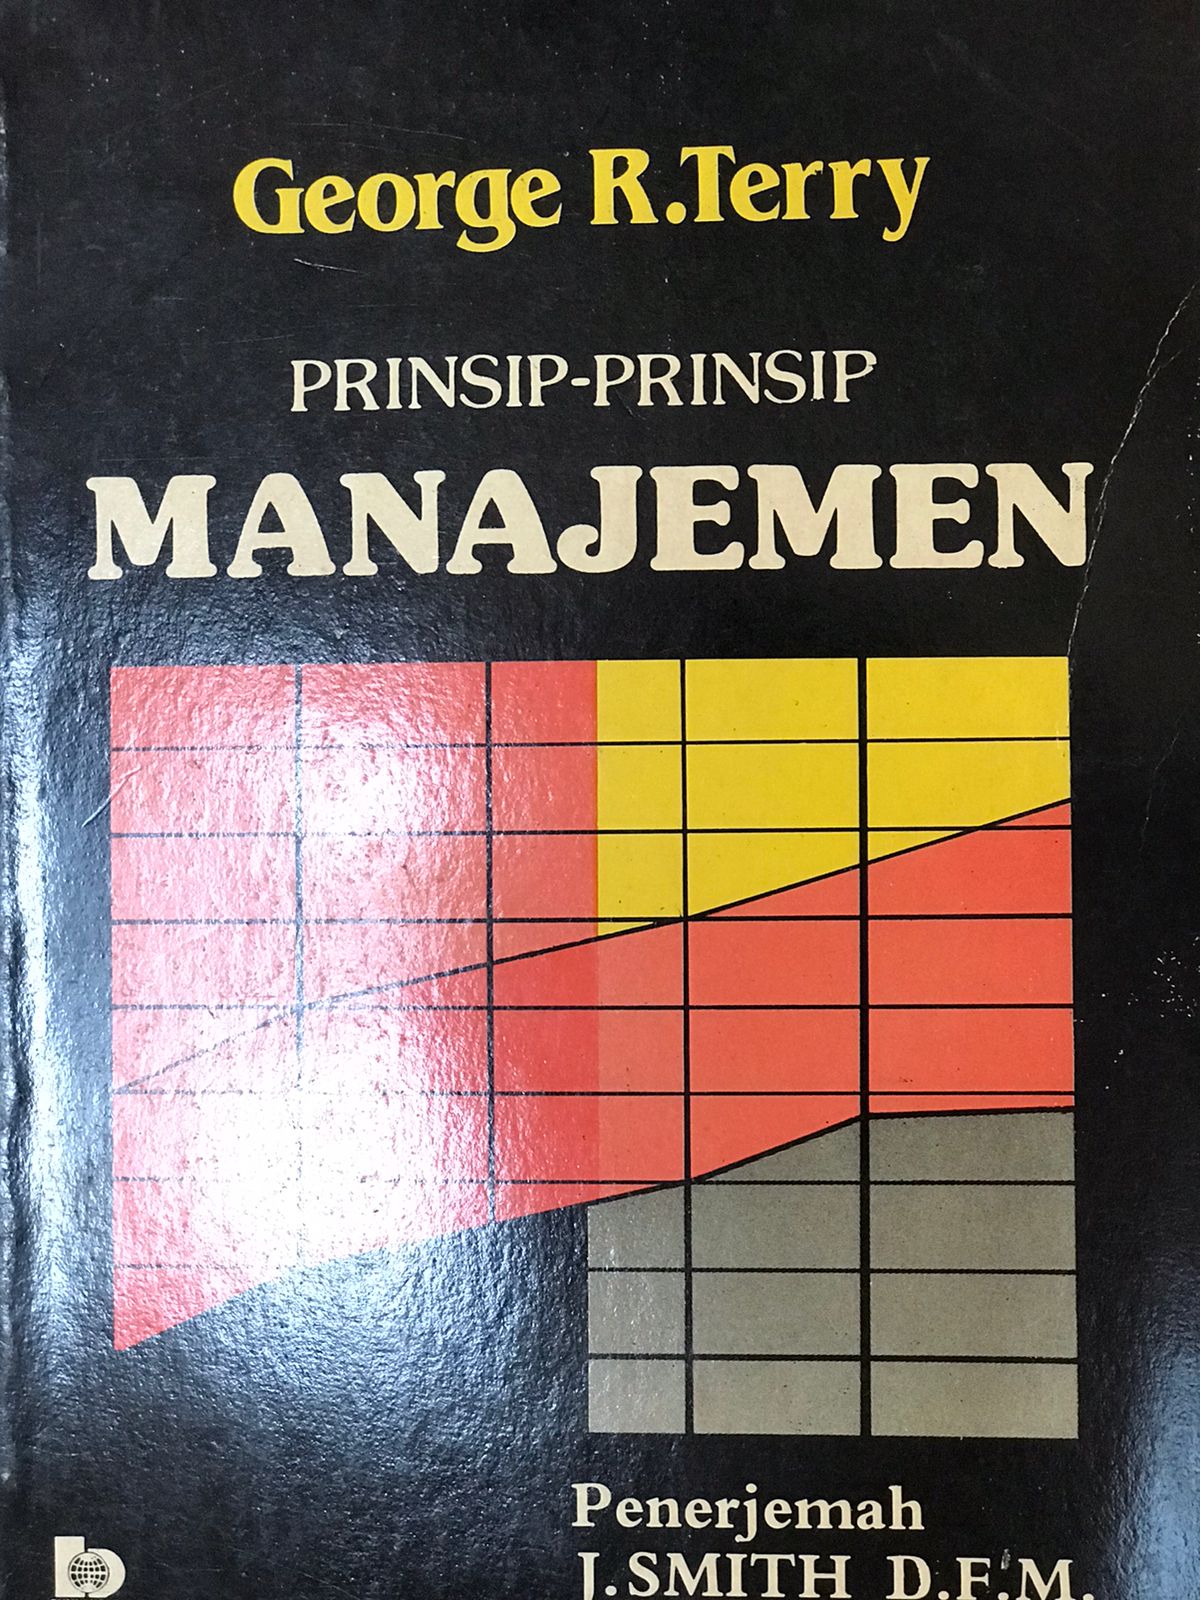 George R.Terry
PRINSIP-PRINSIP
MANAJEMEN
Penerjemah
J.SMITH D.F.M.
b